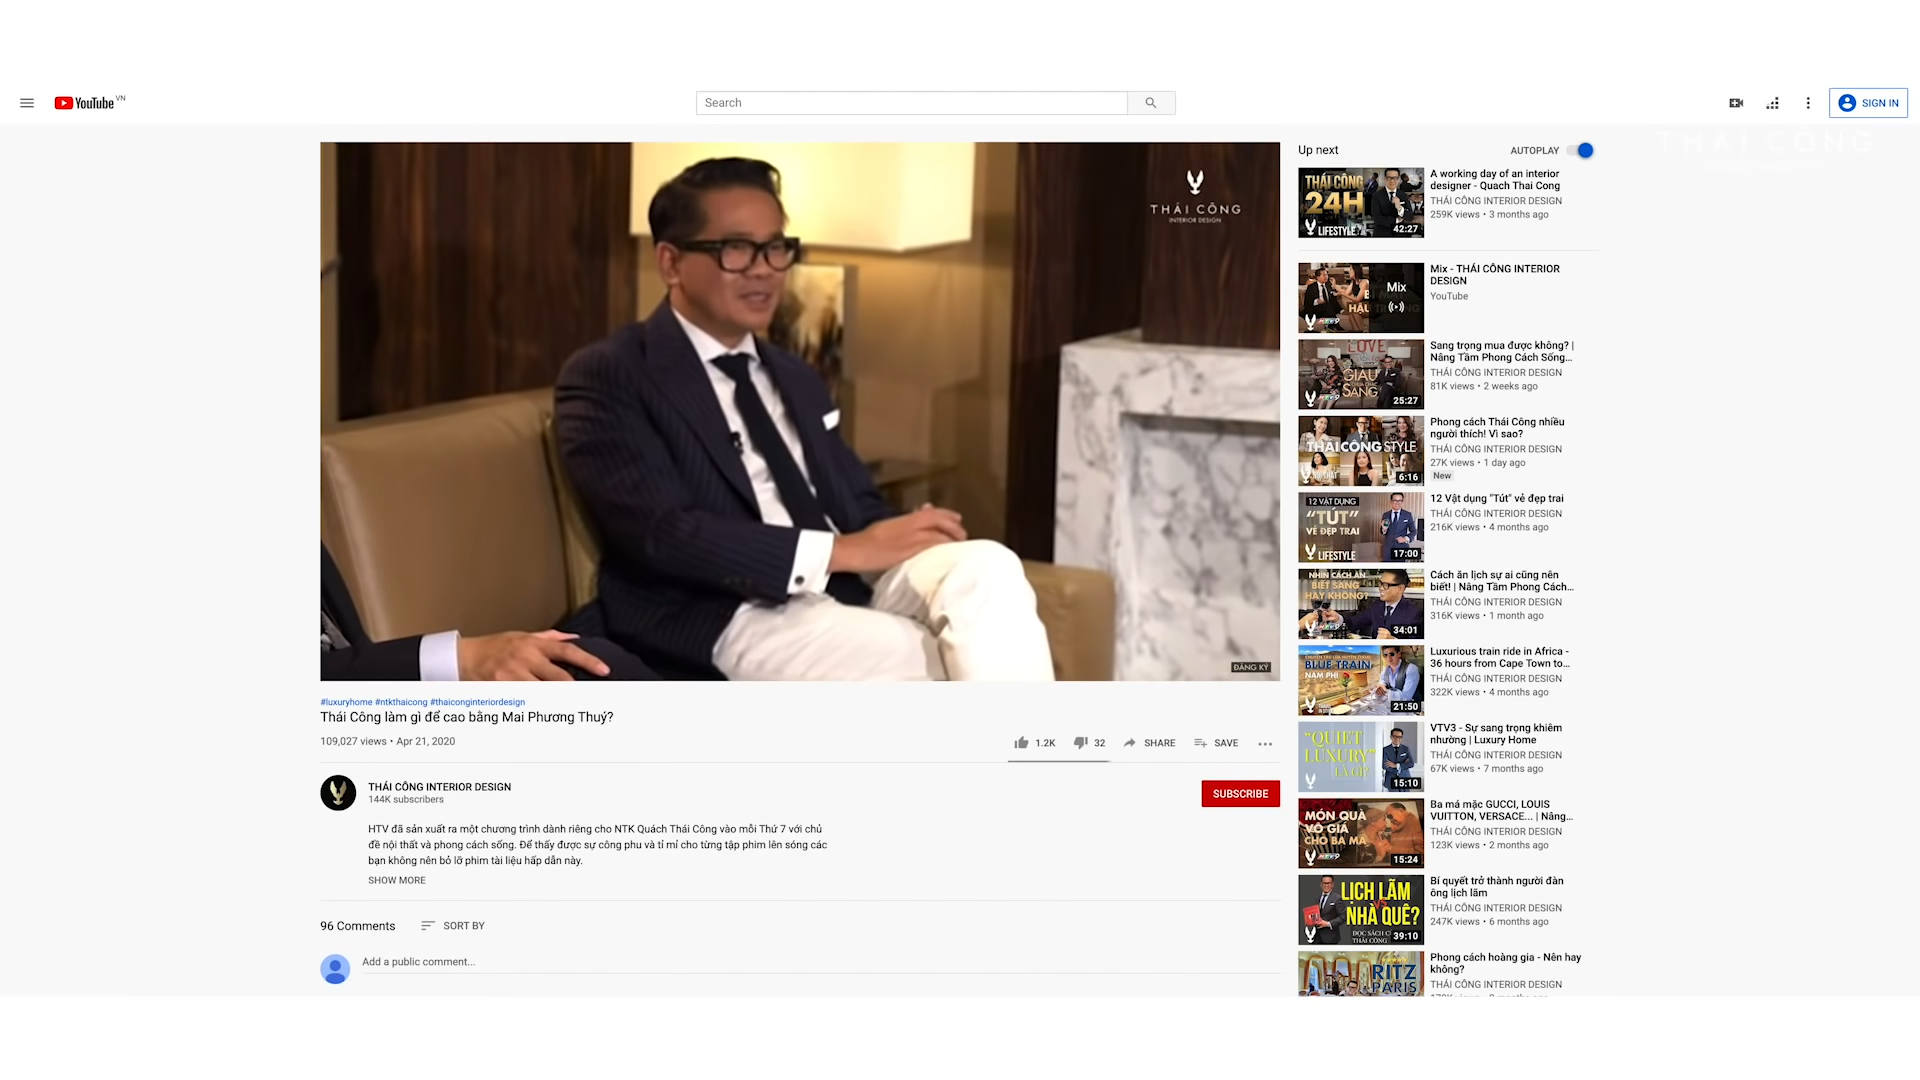 YouTube VN
Search
SIGN IN
THÁI CÔNG
THÁI CÔNG
INTERIOR DESIGN
ĐĂNG KÝ
#luxuryhome #ntkthaicong #thaiconginteriordesign
Thái Công làm gì để cao bằng Mai Phương Thuý?
109,027 views • Apr 21, 2020
1.2K
32
SHARE
SAVE
THÁI CÔNG INTERIOR DESIGN
144K subscribers
SUBSCRIBE
HTV đã sản xuất ra một chương trình dành riêng cho NTK Quách Thái Công vào mỗi Thứ 7 với chủ
đề nội thất và phong cách sống. Để thấy được sự công phu và tỉ mỉ cho từng tập phim lên sóng các
bạn không nên bỏ lỡ phim tài liệu hấp dẫn này.
SHOW MORE
96 Comments
SORT BY
Add a public comment...
Up next
AUTOPLAY
THÁI CÔNG
24H
LIFESTYLE
42:27
A working day of an interior
designer - Quach Thai Cong
THÁI CÔNG INTERIOR DESIGN
259K views • 3 months ago
Mix
Mix - THÁI CÔNG INTERIOR
DESIGN
YouTube
LOVE
GIÀU
CHƯA CHẮC
SANG
25:27
Sang trọng mua được không? |
Nâng Tầm Phong Cách Sống...
THÁI CÔNG INTERIOR DESIGN
81K views • 2 weeks ago
THÁI CÔNG STYLE
6:16
Phong cách Thái Công nhiều
người thích! Vì sao?
THÁI CÔNG INTERIOR DESIGN
27K views • 1 day ago
New
12 VẬT DỤNG
"TÚT"
VẺ ĐẸP TRAI
LIFESTYLE
17:00
12 Vật dụng "Tút" vẻ đẹp trai
THÁI CÔNG INTERIOR DESIGN
216K views • 4 months ago
NHÌN CÁCH ĂN
BIẾT SANG
HAY KHÔNG?
34:01
Cách ăn lịch sự ai cũng nên
biết! | Nâng Tầm Phong Cách...
THÁI CÔNG INTERIOR DESIGN
316K views • 1 month ago
BLUE TRAIN
NAM PHI
21:50
Luxurious train ride in Africa -
36 hours from Cape Town to...
THÁI CÔNG INTERIOR DESIGN
322K views • 4 months ago
"QUIET
LUXURY"
LÀ GÌ?
15:10
VTV3 - Sự sang trọng khiêm
nhường | Luxury Home
THÁI CÔNG INTERIOR DESIGN
67K views • 7 months ago
MÓN QUÀ
VÔ GIÁ
CHO BA MÁ
15:24
Ba má mặc GUCCI, LOUIS
VUITTON, VERSACE... | Nâng...
THÁI CÔNG INTERIOR DESIGN
123K views • 2 months ago
LỊCH LÃM
VS
NHÀ QUÊ?
ĐỌC SÁCH
THÁI CÔNG
39:10
Bí quyết trở thành người đàn
ông lịch lãm
THÁI CÔNG INTERIOR DESIGN
247K views • 6 months ago
RITZ
PARIS
Phong cách hoàng gia - Nên hay
không?
THÁI CÔNG INTERIOR DESIGN